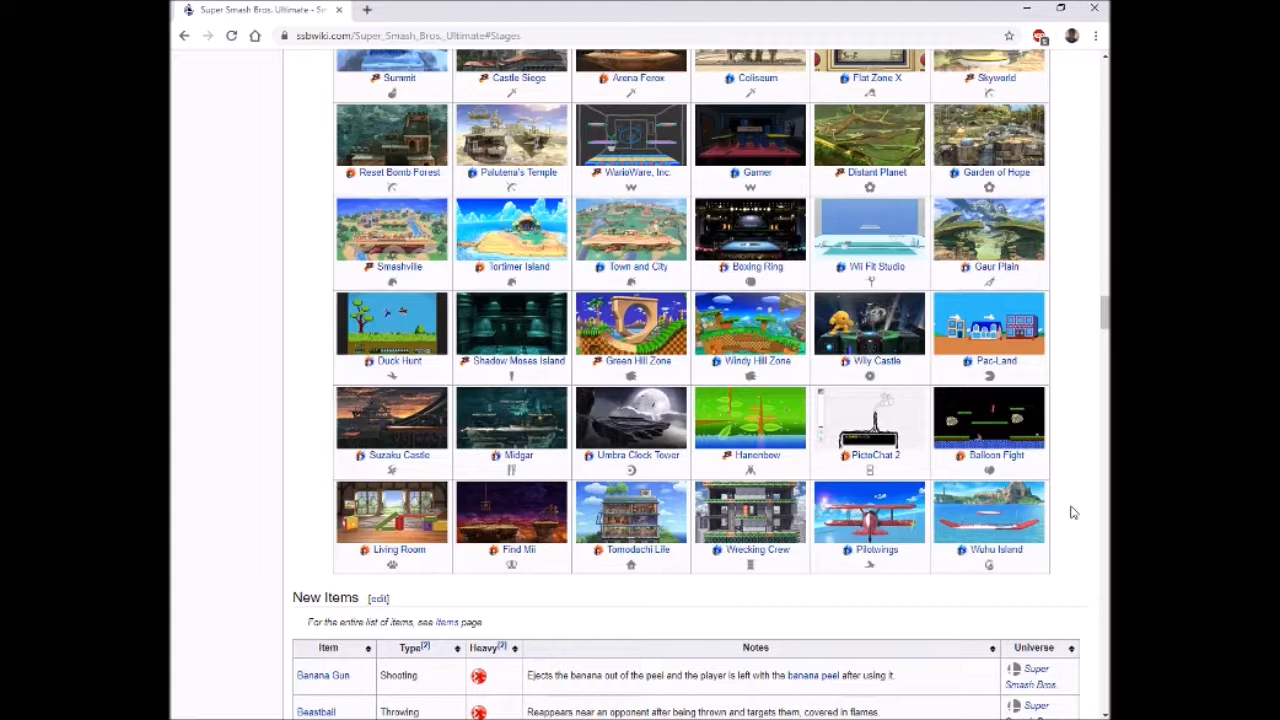 Super Smash Bros. Ultimate - Sm
ssbwiki.com/Super_Smash_Bros._Ultimate#Stages
Summit Castle Siege Arena Ferox Coliseum Flat Zone X Skyworld
Reset Bomb Forest Palutena's Temple WarioWare, Inc. Gamer Distant Planet Garden of Hope
Smashville Tortimer Island Town and City Boxing Ring Wii Fit Studio Gaur Plain
Duck Hunt Shadow Moses Island Green Hill Zone Windy Hill Zone Wily Castle Pac-Land
Suzaku Castle Midgar Umbra Clock Tower Hanenbow PictoChat 2 Balloon Fight
Living Room Find Mii Tomodachi Life Wrecking Crew Pilotwings Wuhu Island
New Items [edit]
For the entire list of items, see Items page
Item Type[2] Heavy[2] Notes Universe
Banana Gun Shooting Ejects the banana out of the peel and the player is left with the banana peel after using it. Super
Smash Bros.
Beastball Throwing Reappears near an opponent after being thrown and targets them, covered in flames. Super